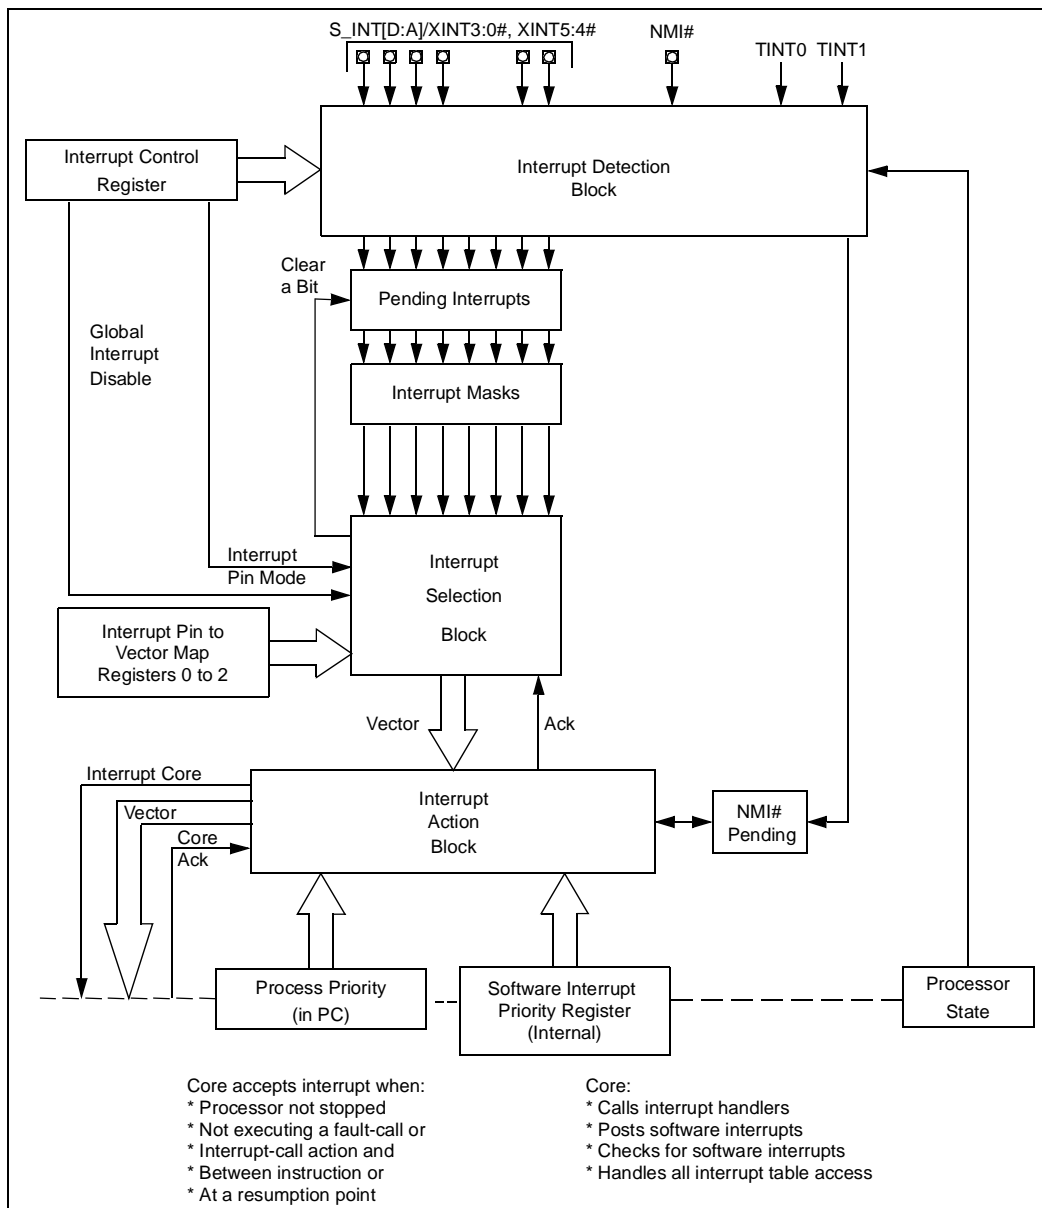 S_INT[D:A]/XINT3:0#, XINT5:4#
NMI#
TINT0 TINT1
Interrupt Control
Register
Interrupt Detection
Block
Clear
a Bit
Pending Interrupts
Global
Interrupt
Disable
Interrupt Masks
Interrupt
Pin Mode
Interrupt
Selection
Block
Interrupt Pin to
Vector Map
Registers 0 to 2
Vector
Ack
Interrupt Core
Vector
Core
Ack
Interrupt
Action
Block
NMI#
Pending
Process Priority
(in PC)
Software Interrupt
Priority Register
(Internal)
Processor
State
Core accepts interrupt when:
* Processor not stopped
* Not executing a fault-call or
* Interrupt-call action and
* Between instruction or
* At a resumption point
Core:
* Calls interrupt handlers
* Posts software interrupts
* Checks for software interrupts
* Handles all interrupt table access